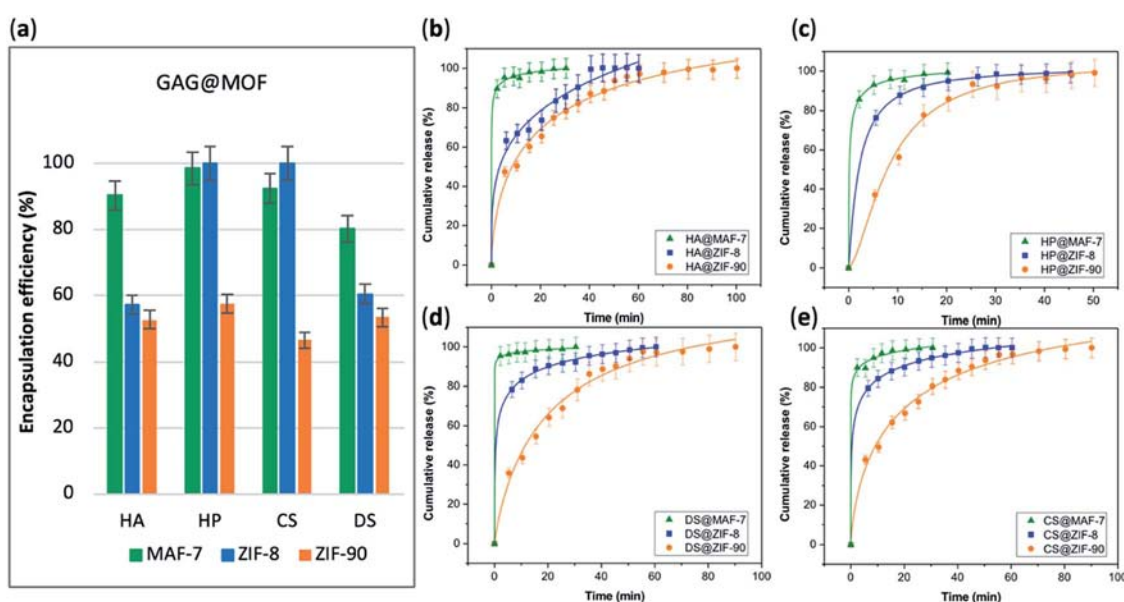 (a)
GAG@MOF
Encapsulation efficiency (%)
100
80
60
40
20
0
HA HP CS DS
MAF-7 ZIF-8 ZIF-90
(b)
Cumulative release (%)
120
100
80
60
40
20
0
HA@MAF-7
HA@ZIF-8
HA@ZIF-90
0 20 40 60 80 100
Time (min)
(c)
Cumulative release (%)
120
100
80
60
40
20
0
HP@MAF-7
HP@ZIF-8
HP@ZIF-90
0 10 20 30 40 50
Time (min)
(d)
Cumulative release (%)
120
100
80
60
40
20
0
DS@MAF-7
DS@ZIF-8
DS@ZIF-90
0 20 40 60 80 100
Time (min)
(e)
Cumulative release (%)
120
100
80
60
40
20
0
CS@MAF-7
CS@ZIF-8
CS@ZIF-90
0 20 40 60 80 100
Time (min)